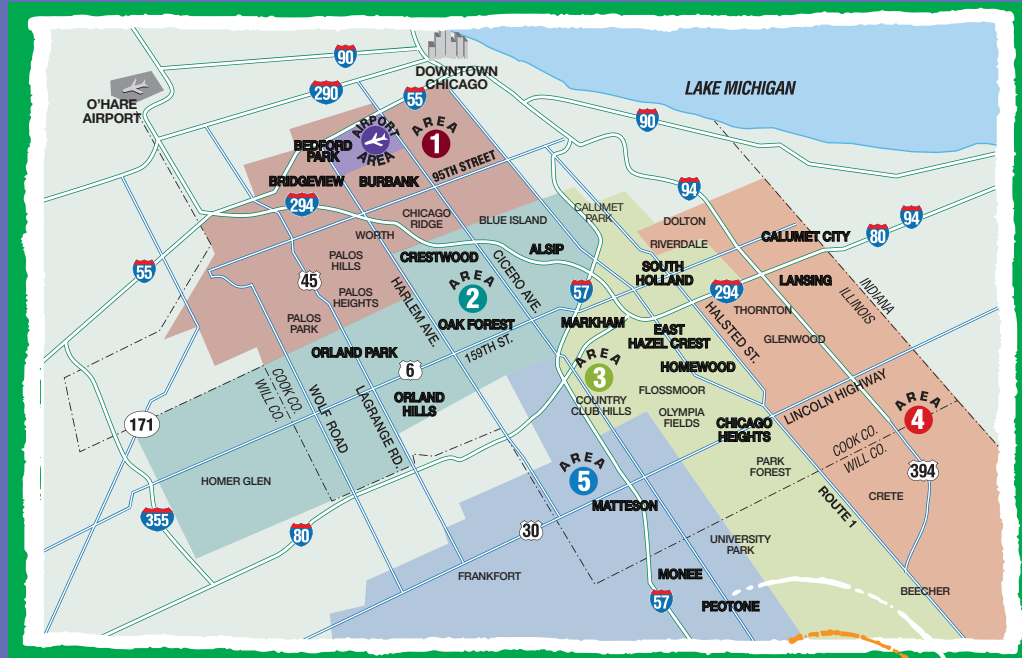 90
DOWNTOWN
CHICAGO
LAKE MICHIGAN
290
55
O'HARE
AIRPORT
90
AIRPORT
AREA
AREA
1
BEDFORD
PARK
95TH STREET
BRIDGEVIEW
BURBANK
294
94
CHICAGO
RIDGE
BLUE ISLAND
CALUMET
PARK
DOLTON
94
WORTH
RIVERDALE
CALUMET CITY
80
CRESTWOOD
ALSIP
PALOS
HILLS
55
45
SOUTH
HOLLAND
LANSING
HARLEM AVE.
CICERO AVE.
AREA
2
57
294
INDIANA
ILLINOIS
PALOS
HEIGHTS
PALOS
PARK
OAK FOREST
MARKHAM
THORNTON
HALSTED ST.
EAST
HAZEL CREST
GLENWOOD
159TH ST.
ORLAND PARK
6
AREA
3
HOMEWOOD
COOK CO.
WILL CO.
WOLF ROAD
LAGRANGE RD.
ORLAND
HILLS
COUNTRY
CLUB HILLS
FLOSSMOOR
LINCOLN HIGHWAY
OLYMPIA
FIELDS
AREA
4
171
CHICAGO
HEIGHTS
COOK CO.
WILL CO.
AREA
5
PARK
FOREST
394
HOMER GLEN
CRETE
MATTESON
ROUTE 1
355
80
30
UNIVERSITY
PARK
FRANKFORT
MONEE
BEECHER
57
PEOTONE